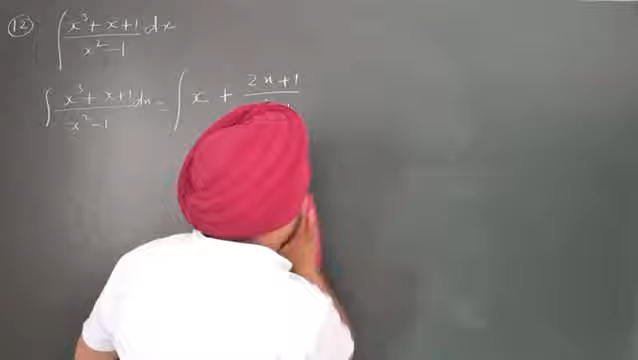 (12) ∫ x³+x+1/x²-1 dx
∫ x³+x+1/x²-1 dx = ∫ x + 2x+1